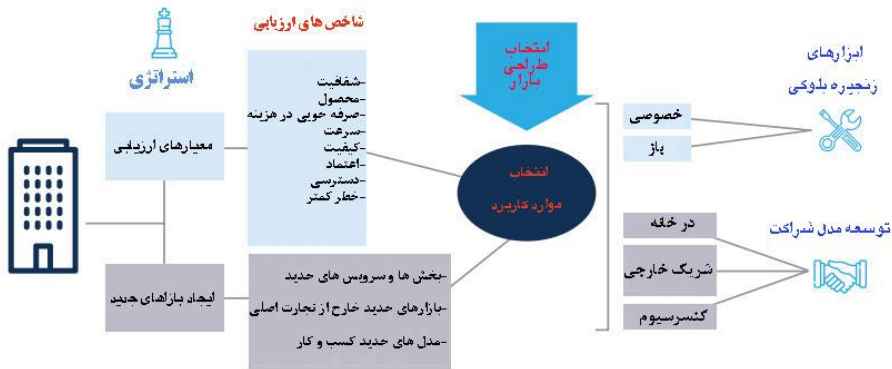 شاخص های ارزیابی
استراتژی
معیارهای ارزیابی
-شفافیت
-محصول
-صرفه جویی در هزینه
-سرعت
-کیفیت
-اعتماد
-دسترسی
-خطر کمتر
ایجاد بازاهای جدید
-بخش ها و سرویس های جدید
-بازارهای جدید خارج از تجارت اصلی
-مدل های جدید کسب و کار
انتخاب
طراحی
بازار
انتخاب
موارد کاربرد
ابزارهای
زنجیره بلوکی
خصوصی
باز
توسعه مدل شراکت
در خانه
شریک خارجی
کنسرسیوم